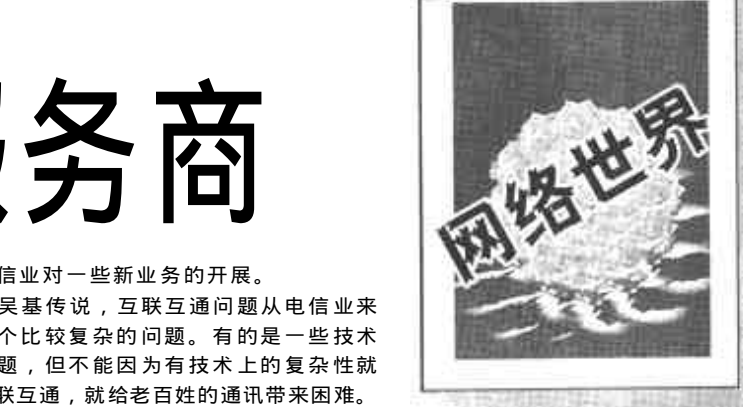 务商
信业对一些新业务的开展。
吴基传说，互联互通问题从电信业来
个比较复杂的问题。有的是一些技术
题，但不能因为有技术上的复杂性就
联互通，就给老百姓的通讯带来困难。
网络世界